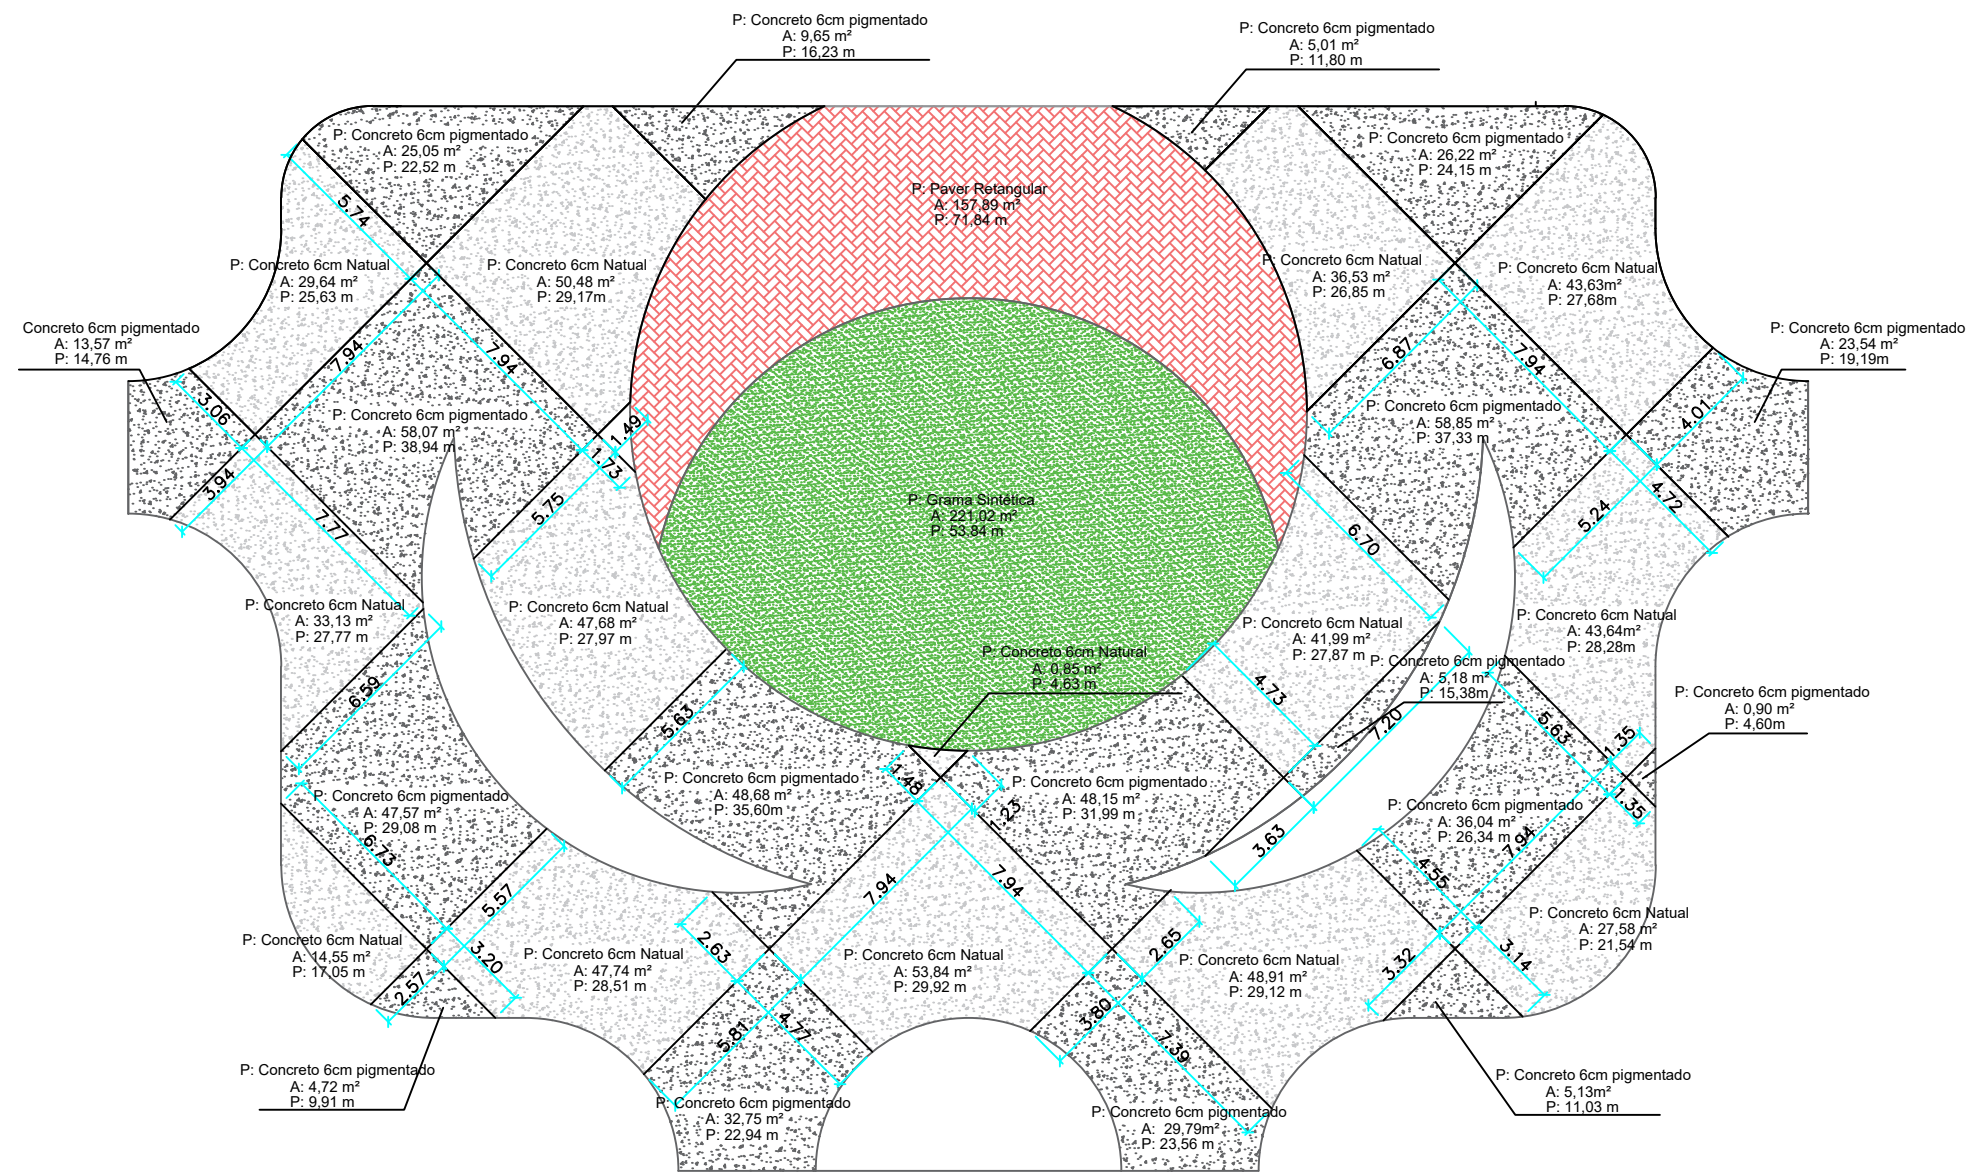 P: Concreto 6cm pigmentado
A: 9,65 m²
P: 16,23 m
P: Concreto 6cm pigmentado
A: 5,01 m²
P: 11,80 m
P: Concreto 6cm pigmentado
A: 25,05 m²
P: 22,52 m
P: Concreto 6cm pigmentado
A: 26,22 m²
P: 24,15 m
P: Paver Retangular
A: 157,89 m²
P: 71,84 m
5.74
P: Concreto 6cm Natual
A: 29,64 m²
P: 25,63 m
P: Concreto 6cm Natual
A: 50,48 m²
P: 29,17m
P: Concreto 6cm Natual
A: 36,53 m²
P: 26,85 m
P: Concreto 6cm Natual
A: 43,63m²
P: 27,68m
Concreto 6cm pigmentado
A: 13,57 m²
P: 14,76 m
7.94
7.94
6.87
7.94
P: Concreto 6cm pigmentado
A: 23,54 m²
P: 19,19m
3.06
P: Concreto 6cm pigmentado
A: 58,07 m²
P: 38,94 m
1.49
1.73
P: Concreto 6cm pigmentado
A: 58,85 m²
P: 37,33 m
4.01
3.94
7.77
5.75
P: Grama Sintética
A: 221,02 m²
P: 53,84 m
6.70
5.24
4.72
P: Concreto 6cm Natual
A: 33,13 m²
P: 27,77 m
P: Concreto 6cm Natual
A: 47,68 m²
P: 27,97 m
P: Concreto 6cm Natual
A: 41,99 m²
P: 27,87 m
P: Concreto 6cm Natual
A: 43,64m²
P: 28,28m
P: Concreto 6cm Natural
A: 0,85 m²
P: 4,63 m
P: Concreto 6cm pigmentado
A: 5,18 m²
P: 15,38m
6.59
5.63
4.73
7.20
5.63
1.35
1.35
P: Concreto 6cm pigmentado
A: 0,90 m²
P: 4,60m
P: Concreto 6cm pigmentado
A: 47,57 m²
P: 29,08 m
P: Concreto 6cm pigmentado
A: 48,68 m²
P: 35,60m
1.48
1.23
P: Concreto 6cm pigmentado
A: 48,15 m²
P: 31,99 m
P: Concreto 6cm pigmentado
A: 36,04 m²
P: 26,34 m
6.73
5.57
7.94
7.94
3.63
4.55
7.94
P: Concreto 6cm Natual
A: 14,55 m²
P: 17,05 m
3.20
2.57
P: Concreto 6cm Natual
A: 47,74 m²
P: 28,51 m
2.63
P: Concreto 6cm Natual
A: 53,84 m²
P: 29,92 m
2.65
P: Concreto 6cm Natual
A: 48,91 m²
P: 29,12 m
3.32
3.14
P: Concreto 6cm Natual
A: 27,58 m²
P: 21,54 m
5.81
4.77
3.80
7.39
P: Concreto 6cm pigmentado
A: 4,72 m²
P: 9,91 m
P: Concreto 6cm pigmentado
A: 32,75 m²
P: 22,94 m
P: Concreto 6cm pigmentado
A: 29,79m²
P: 23,56 m
P: Concreto 6cm pigmentado
A: 5,13m²
P: 11,03 m